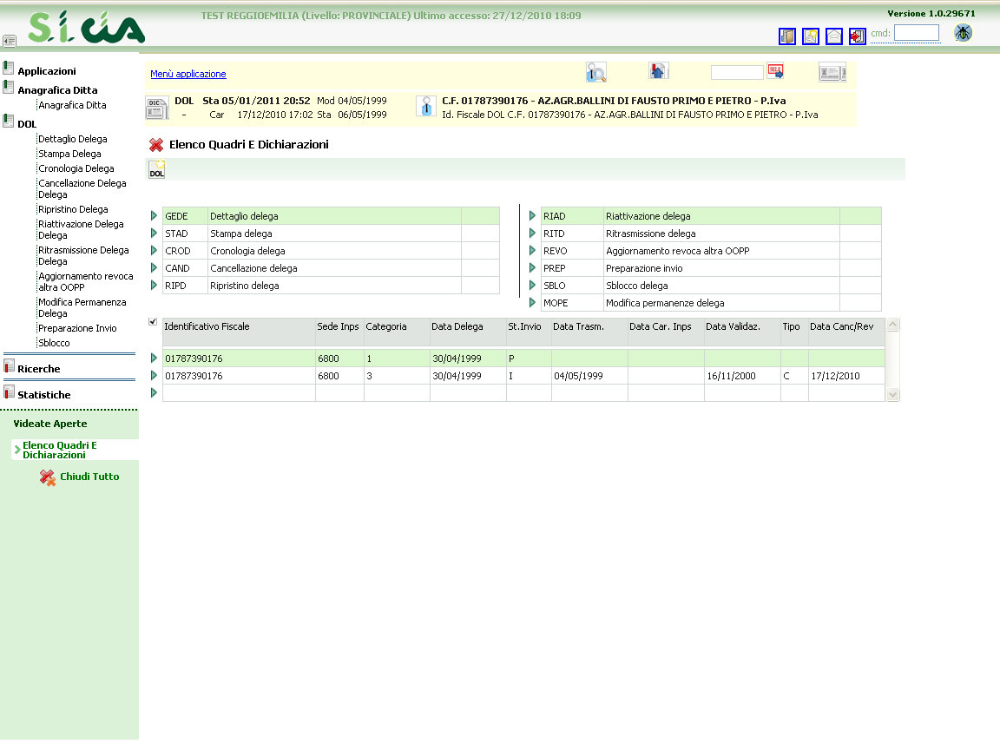 S.I. CIA
TEST REGGIOEMILIA (Livello: PROVINCIALE) Ultimo accesso: 27/12/2010 18:09
Versione 1.0.29671
cmd:
Applicazioni
Anagrafica Ditta
Anagrafica Ditta
DOL
Dettaglio Delega
Stampa Delega
Cronologia Delega
Cancellazione Delega
Delega
Ripristino Delega
Riattivazione Delega
Delega
Ritrasmissione Delega
Delega
Aggiornamento revoca
altra OOPP
Modifica Permanenza
Delega
Preparazione Invio
Sblocco
Ricerche
Statistiche
Videate Aperte
Elenco Quadri E
Dichiarazioni
Chiudi Tutto
Menù applicazione
SELX
DIC
DOL Sta 05/01/2011 20:52 Mod 04/05/1999
- Car 17/12/2010 17:02 Sta 06/05/1999
C.F. 01787390176 - AZ.AGR.BALLINI DI FAUSTO PRIMO E PIETRO - P.Iva
Id. Fiscale DOL C.F. 01787390176 - AZ.AGR.BALLINI DI FAUSTO PRIMO E PIETRO - P.Iva
Elenco Quadri E Dichiarazioni
DOL
GEDE Dettaglio delega
STAD Stampa delega
CROD Cronologia delega
CAND Cancellazione delega
RIPD Ripristino delega
RIAD Riattivazione delega
RITD Ritrasmissione delega
REVO Aggiornamento revoca altra OOPP
PREP Preparazione invio
SBLO Sblocco delega
MOPE Modifica permanenze delega
Identificativo Fiscale Sede Inps Categoria Data Delega St.Invio Data Trasm. Data Car. Inps Data Validaz. Tipo Data Canc/Rev
01787390176 6800 1 30/04/1999 P
01787390176 6800 3 30/04/1999 I 04/05/1999 16/11/2000 C 17/12/2010